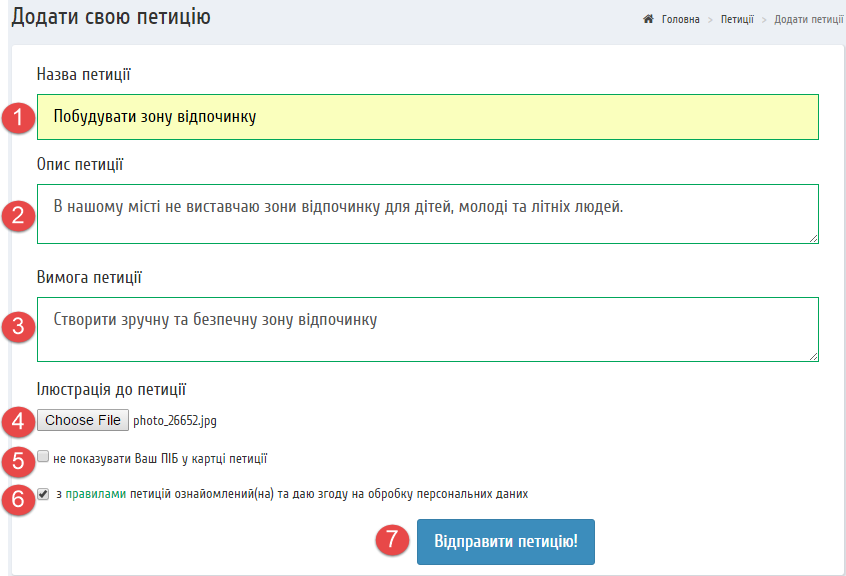 Додати свою петицію
Головна > Петиції > Додати петиції
Назва петиції
1 Побудувати зону відпочинку
Опис петиції
2 В нашому місті не виставчаю зони відпочинку для дітей, молоді та літніх людей.
Вимога петиції
3 Створити зручну та безпечну зону відпочинку
Ілюстрація до петиції
4 Choose File photo_26652.jpg
5 не показувати Ваш ПІБ у картці петиції
6 з правилами петицій ознайомлений(на) та даю згоду на обробку персональних даних
7 Відправити петицію!